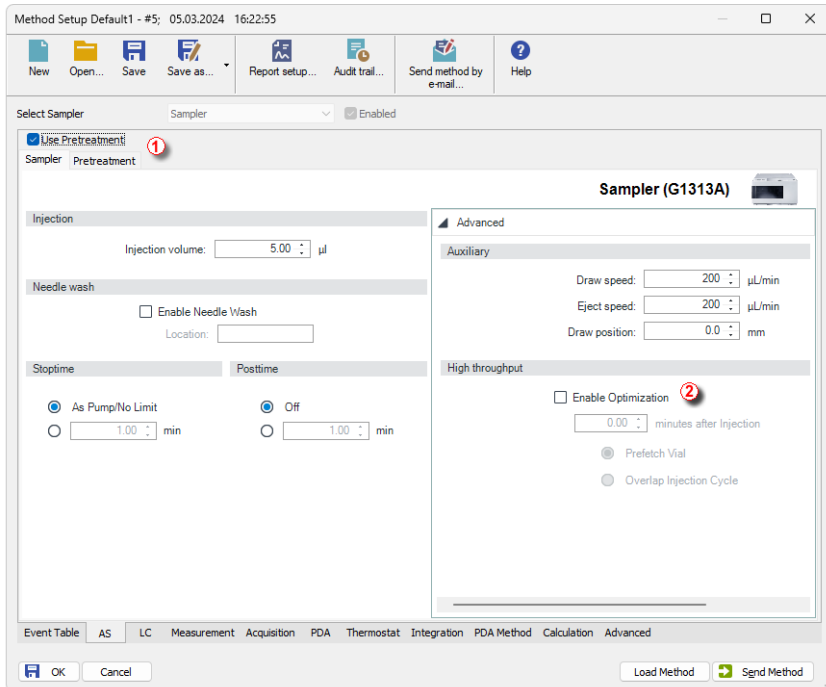 Method Setup Default1 - #5; 05.03.2024 16:22:55
New Open... Save Save as... Report setup... Audit trail... Send method by e-mail... Help
Select Sampler Sampler Enabled
Use Pretreatment 1
Sampler Pretreatment
Sampler (G1313A)
Injection
Injection volume: 5.00 µl
Needle wash
Enable Needle Wash
Location:
Stoptime Posttime
As Pump/No Limit Off
1.00 min 1.00 min
Advanced
Auxiliary
Draw speed: 200 µL/min
Eject speed: 200 µL/min
Draw position: 0.0 mm
High throughput
Enable Optimization 2
0.00 minutes after Injection
Prefetch Vial
Overlap Injection Cycle
Event Table AS LC Measurement Acquisition PDA Thermostat Integration PDA Method Calculation Advanced
OK Cancel Load Method Send Method